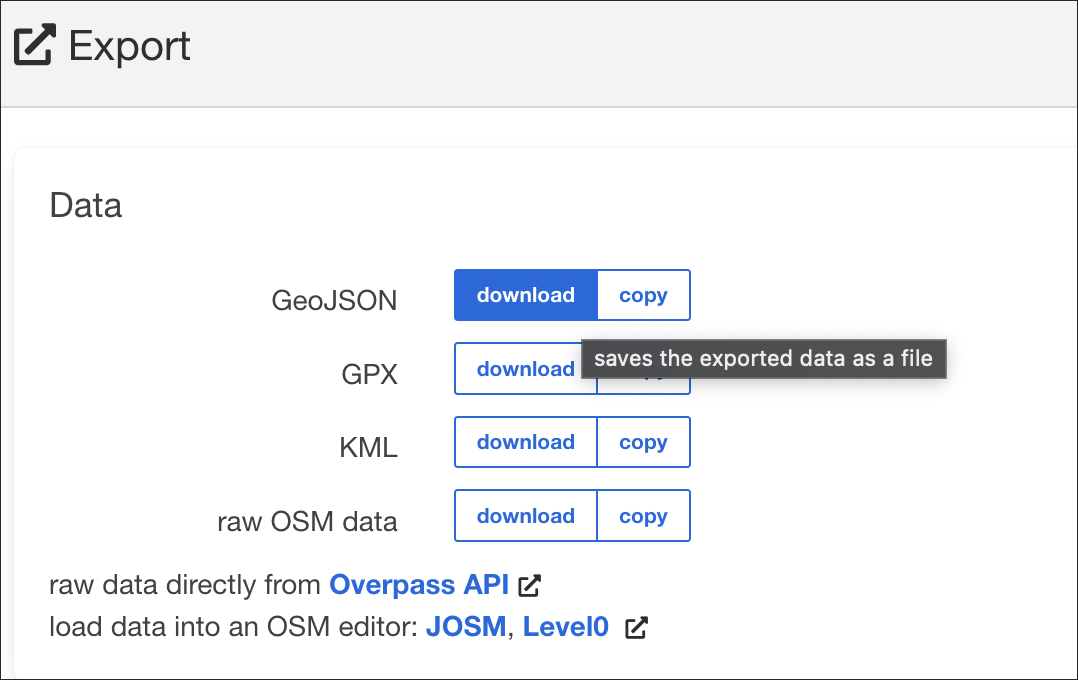 Export
Data
GeoJSON download copy
saves the exported data as a file
GPX download
KML download copy
raw OSM data download copy
raw data directly from Overpass API
load data into an OSM editor: JOSM, Level0